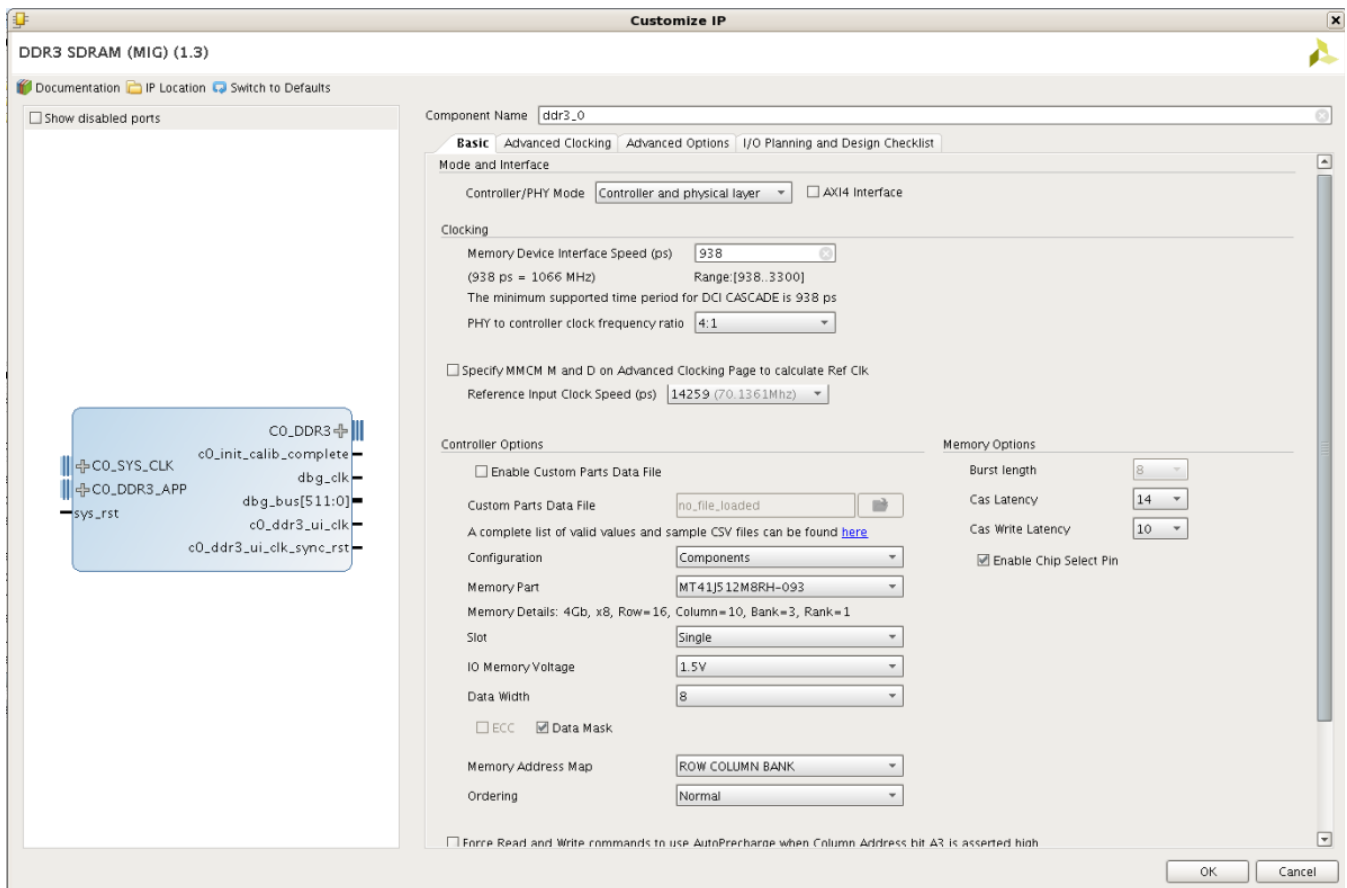 Customize IP
DDR3 SDRAM (MIG) (1.3)
Documentation IP Location Switch to Defaults
Show disabled ports
C0_DDR3
c0_init_calib_complete
C0_SYS_CLK
dbg_clk
C0_DDR3_APP
dbg_bus[511:0]
sys_rst
c0_ddr3_ui_clk
c0_ddr3_ui_clk_sync_rst
Component Name ddr3_0
Basic Advanced Clocking Advanced Options I/O Planning and Design Checklist
Mode and Interface
Controller/PHY Mode Controller and physical layer AXI4 Interface
Clocking
Memory Device Interface Speed (ps) 938
(938 ps = 1066 MHz) Range:[938..3300]
The minimum supported time period for DCI CASCADE is 938 ps
PHY to controller clock frequency ratio 4:1
Specify MMCM M and D on Advanced Clocking Page to calculate Ref Clk
Reference Input Clock Speed (ps) 14259 (70.1361Mhz)
Controller Options
Enable Custom Parts Data File
Custom Parts Data File no_file_loaded
A complete list of valid values and sample CSV files can be found here
Configuration Components
Memory Part MT41J512M8RH-093
Memory Details: 4Gb, x8, Row=16, Column=10, Bank=3, Rank=1
Slot Single
IO Memory Voltage 1.5V
Data Width 8
ECC Data Mask
Memory Address Map ROW COLUMN BANK
Ordering Normal
Force Read and Write commands to use AutoPrecharge when Column Address bit A3 is asserted high
Memory Options
Burst length 8
Cas Latency 14
Cas Write Latency 10
Enable Chip Select Pin
OK Cancel